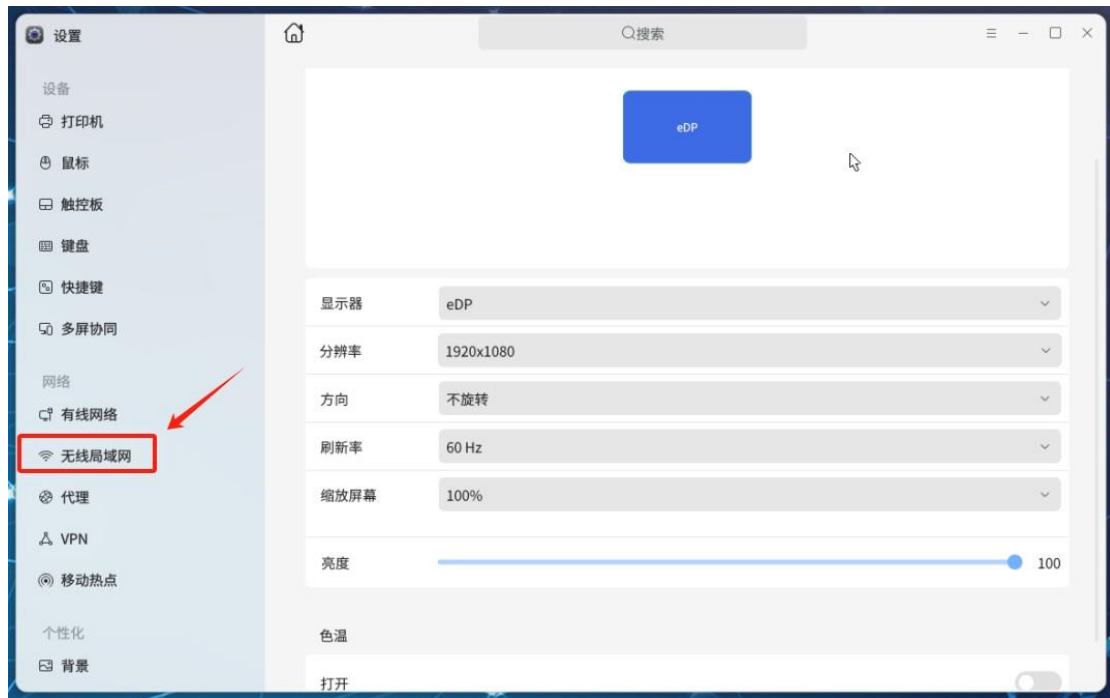 设置
搜索
设备
打印机
鼠标
触控板
键盘
快捷键
多屏协同
网络
有线网络
无线局域网
代理
VPN
移动热点
个性化
背景
eDP
显示器 eDP
分辨率 1920x1080
方向 不旋转
刷新率 60 Hz
缩放屏幕 100%
亮度 100
色温
打开